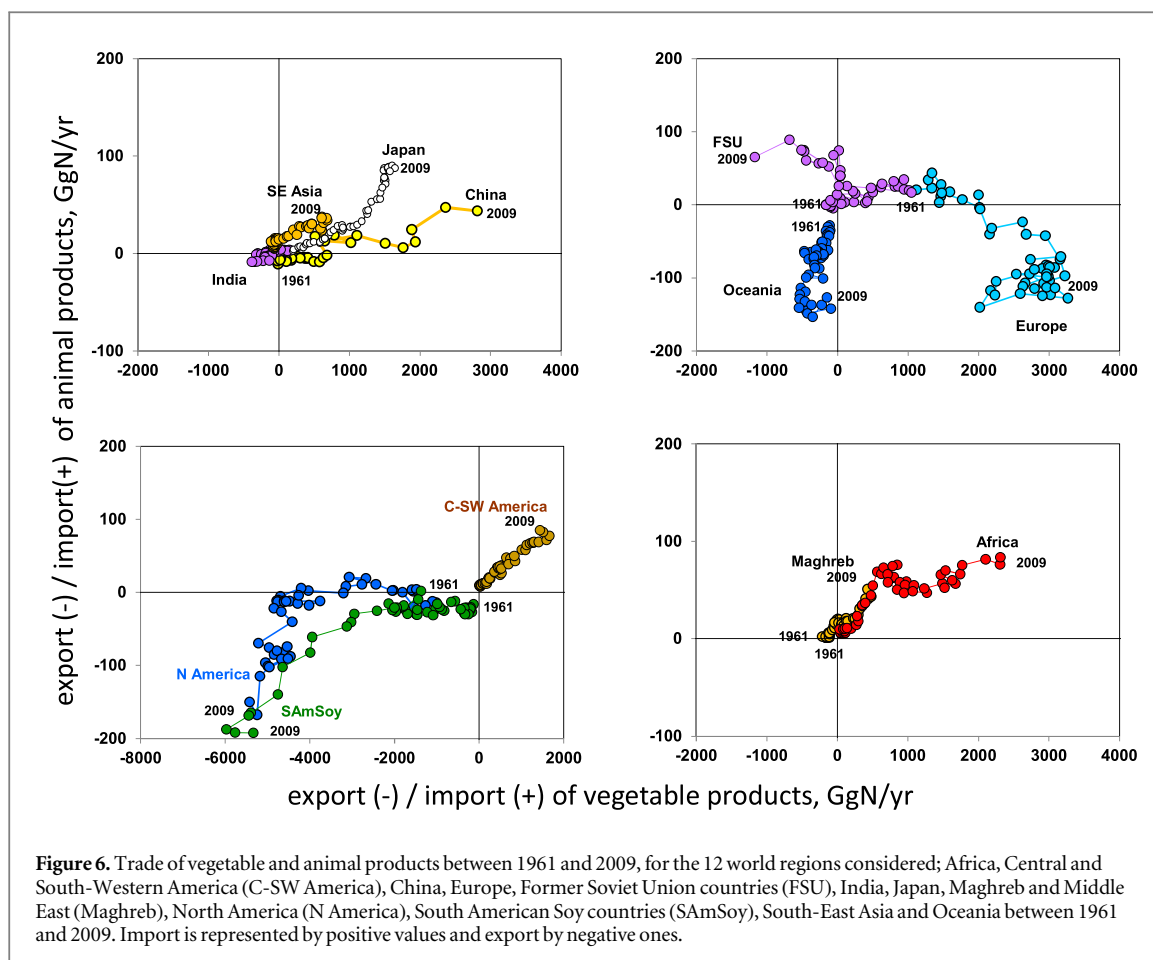 export (-) / import(+) of animal products, GgN/yr
200
100
0
-100
-2000 -1000 0 1000 2000 3000 4000
Japan
2009
SE Asia
2009
China
2009
India
1961
200
100
0
-100
-200
-2000 -1000 0 1000 2000 3000 4000
FSU
2009
1961
1961
1961
Oceania
2009
2009
Europe
200
100
0
-100
-200
-8000 -6000 -4000 -2000 0 2000
C-SW America
2009
1961
1961
N America
SAmSoy
2009
2009
200
100
0
-100
-2000 -1000 0 1000 2000 3000 4000
Maghreb
2009
Africa
2009
1961
1961
export (-) / import (+) of vegetable products, GgN/yr
Figure 6. Trade of vegetable and animal products between 1961 and 2009, for the 12 world regions considered; Africa, Central and
South-Western America (C-SW America), China, Europe, Former Soviet Union countries (FSU), India, Japan, Maghreb and Middle
East (Maghreb), North America (N America), South American Soy countries (SAmSoy), South-East Asia and Oceania between 1961
and 2009. Import is represented by positive values and export by negative ones.